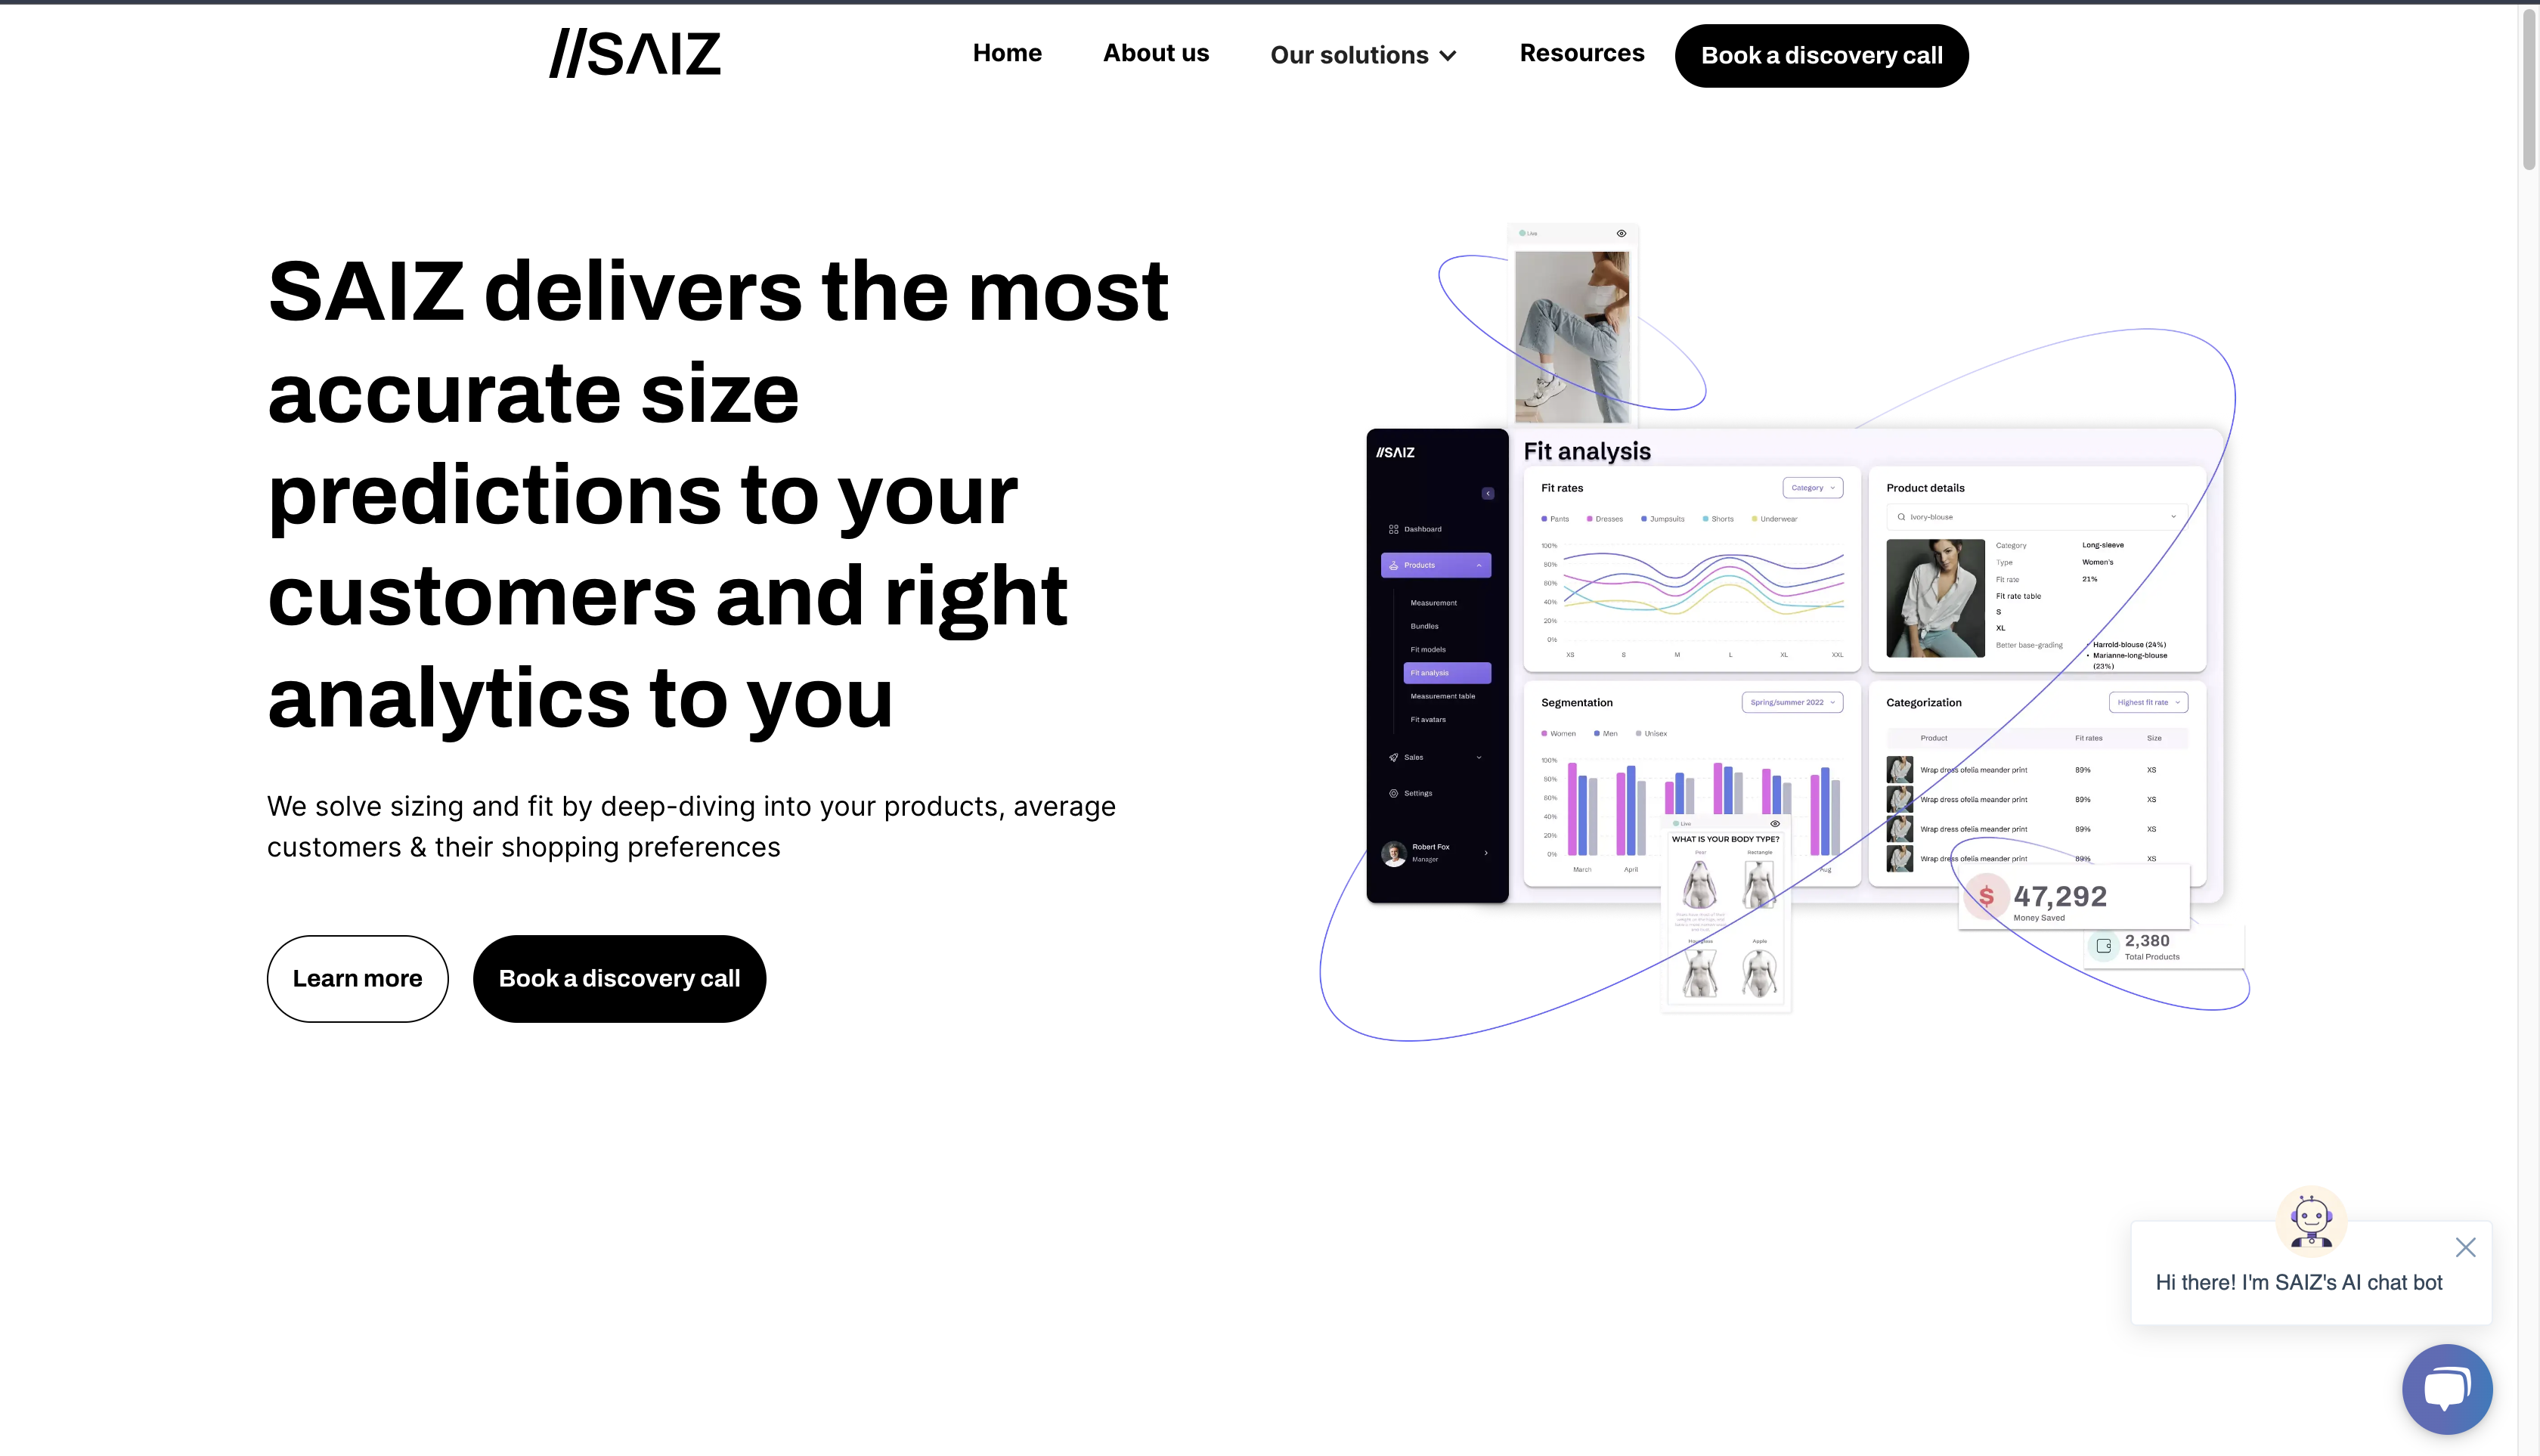 //SAIZ
Home
About us
Our solutions
Resources
Book a discovery call
SAIZ delivers the most
accurate size
predictions to your
customers and right
analytics to you
We solve sizing and fit by deep-diving into your products, average
customers & their shopping preferences
Learn more
Book a discovery call
Live
//SAIZ
Dashboard
Products
Measurement
Bundles
Fit models
Fit analysis
Measurement table
Fit avatars
Sales
Settings
Robert Fox
Manager
Fit analysis
Fit rates
Category
Pants Dresses Jumpsuits Shorts Underwear
100%
80%
60%
40%
20%
0%
XS S M L XL XXL
Product details
Ivory-blouse
Category Long-sleeve
Type Women's
Fit rate 21%
Fit rate table
S
XL
Better base-grading • Harrold-blouse (24%)
• Marianne-long-blouse
(23%)
Segmentation
Spring/summer 2022
Women Men Unisex
100%
80%
60%
40%
20%
0%
March April Aug
Live
WHAT IS YOUR BODY TYPE?
Pear Rectangle
Hourglass Apple
Categorization
Highest fit rate
Product Fit rates Size
Wrap dress ofelia meander print 89% XS
Wrap dress ofelia meander print 89% XS
Wrap dress ofelia meander print 89% XS
Wrap dress ofelia meander print 89% XS
$ 47,292
Money Saved
2,380
Total Products
Hi there! I'm SAIZ's AI chat bot